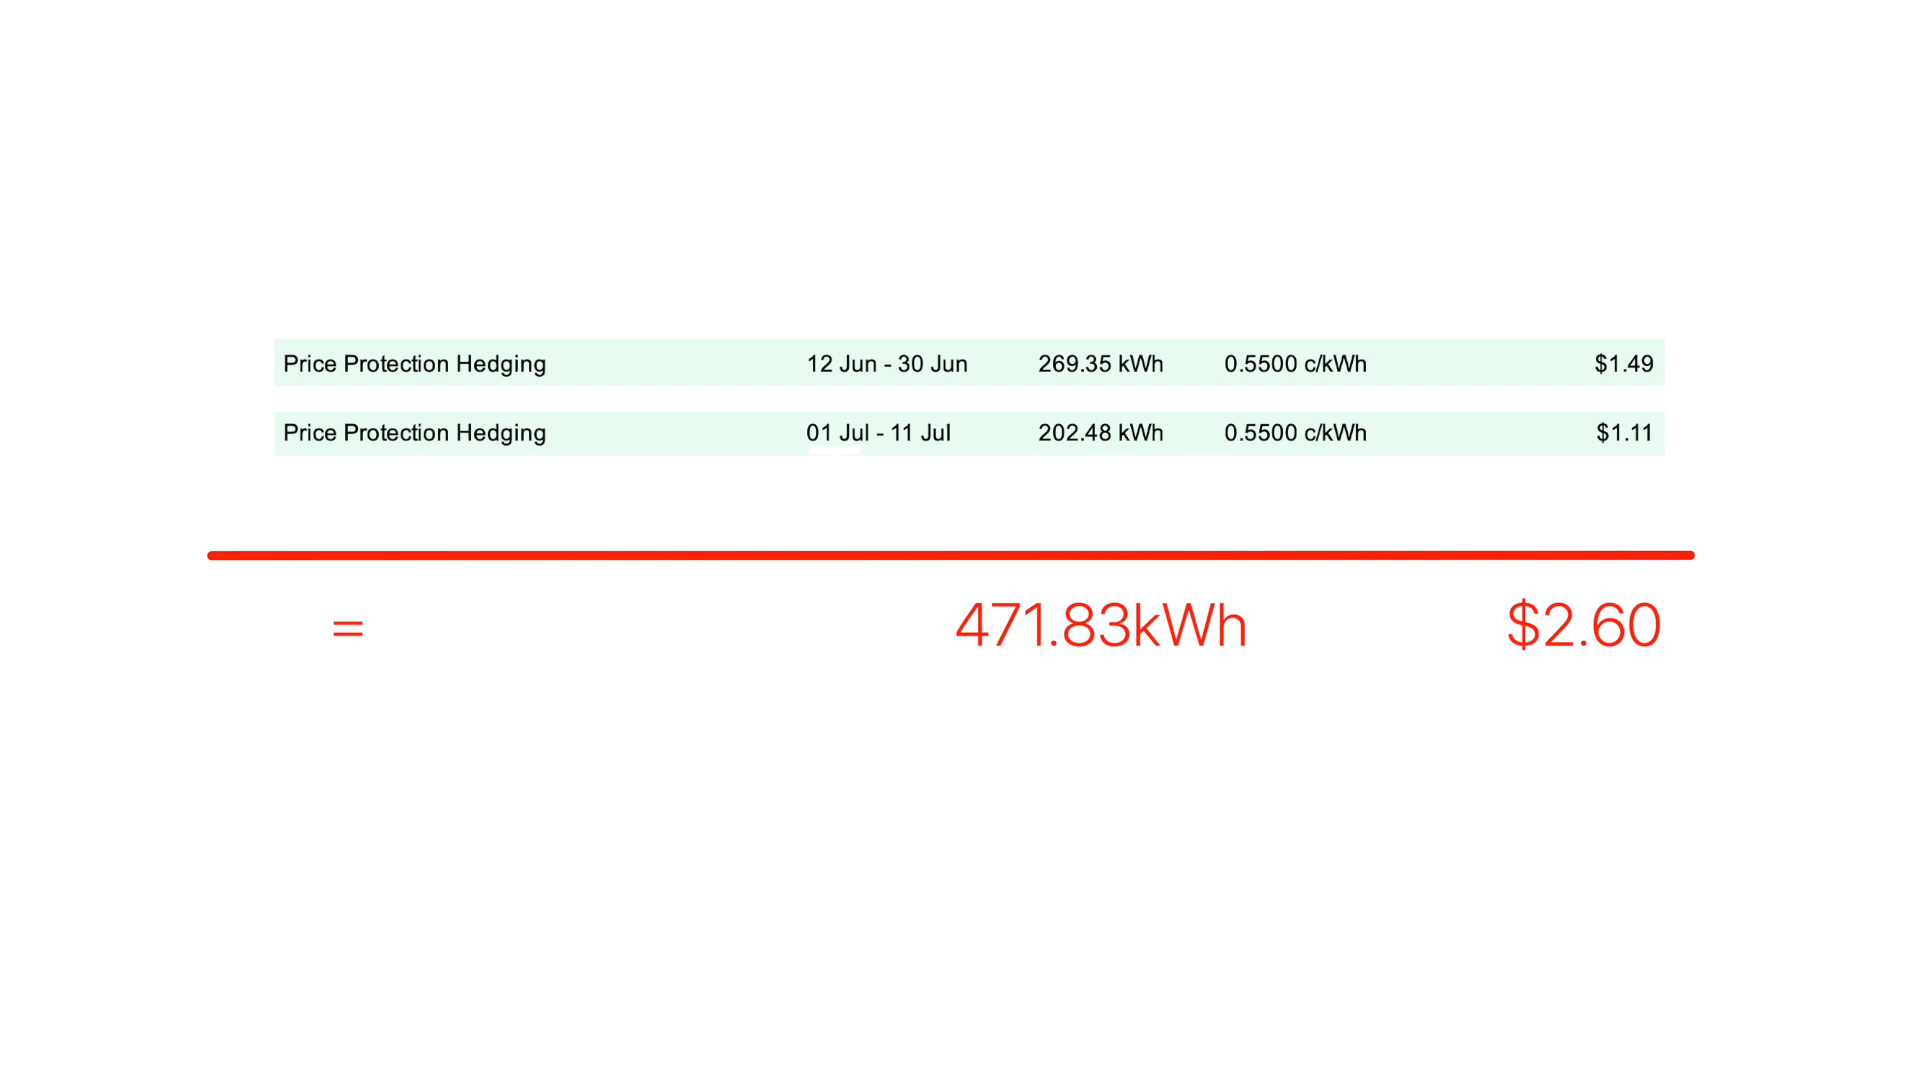 Price Protection Hedging 12 Jun - 30 Jun 269.35 kWh 0.5500 c/kWh $1.49
Price Protection Hedging 01 Jul - 11 Jul 202.48 kWh 0.5500 c/kWh $1.11
= 471.83kWh $2.60